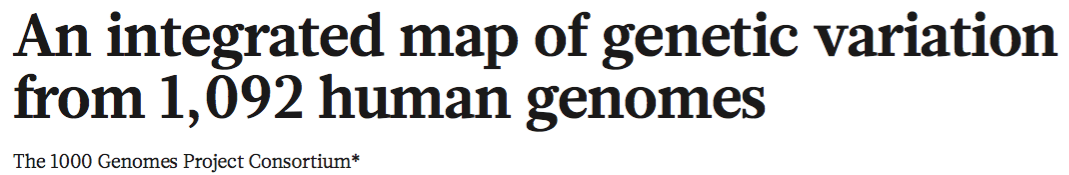 An integrated map of genetic variation
from 1,092 human genomes
The 1000 Genomes Project Consortium*